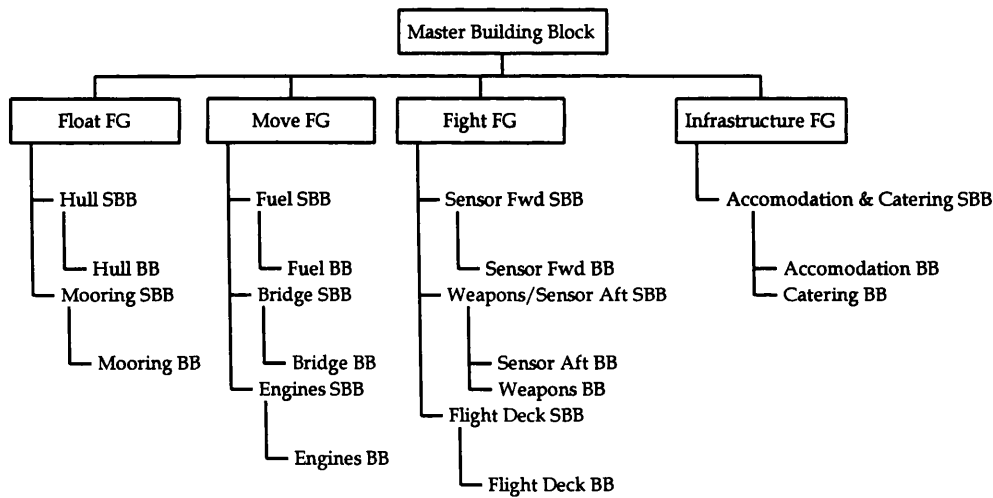 Master Building Block
Float FG
Move FG
Fight FG
Infrastructure FG
Hull SBB
Hull BB
Mooring SBB
Mooring BB
Fuel SBB
Fuel BB
Bridge SBB
Bridge BB
Engines SBB
Engines BB
Sensor Fwd SBB
Sensor Fwd BB
Weapons/Sensor Aft SBB
Sensor Aft BB
Weapons BB
Flight Deck SBB
Flight Deck BB
Accomodation & Catering SBB
Accomodation BB
Catering BB